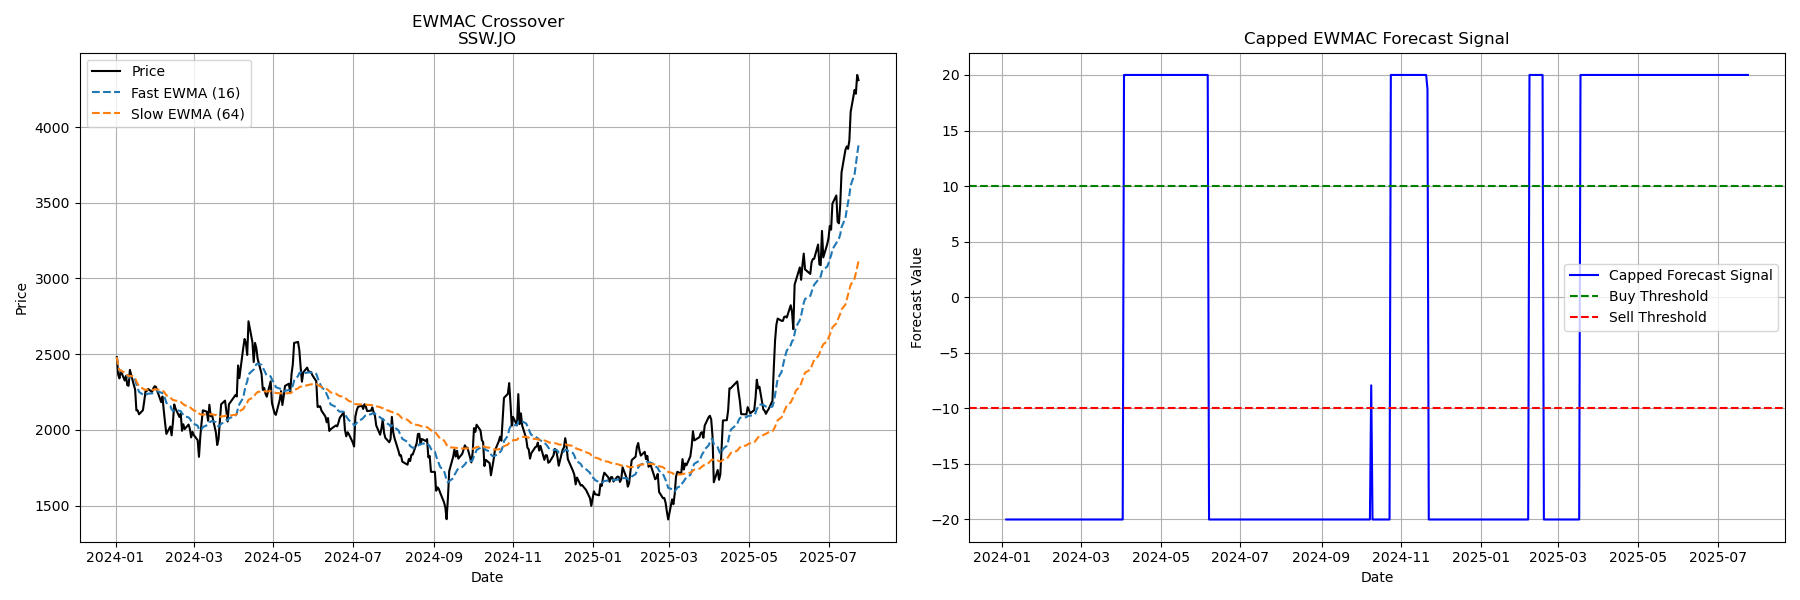 EWMAC Crossover
SSW.JO
Price
Fast EWMA (16)
Slow EWMA (64)
Price
4000
3500
3000
2500
2000
1500
2024-01 2024-03 2024-05 2024-07 2024-09 2024-11 2025-01 2025-03 2025-05 2025-07
Date
Capped EWMAC Forecast Signal
Forecast Value
20
15
10
5
0
−5
−10
−15
−20
Capped Forecast Signal
Buy Threshold
Sell Threshold
2024-01 2024-03 2024-05 2024-07 2024-09 2024-11 2025-01 2025-03 2025-05 2025-07
Date